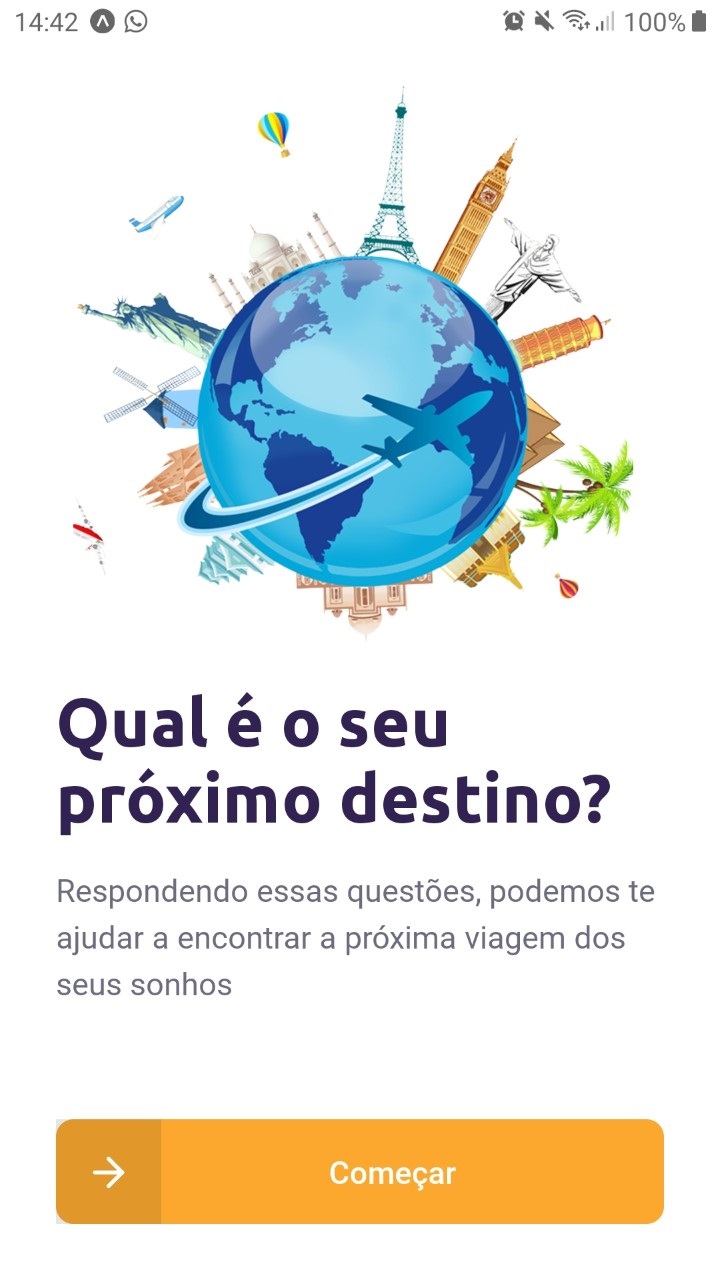 14:42
100%
Qual é o seu
próximo destino?
Respondendo essas questões, podemos te
ajudar a encontrar a próxima viagem dos
seus sonhos
Começar